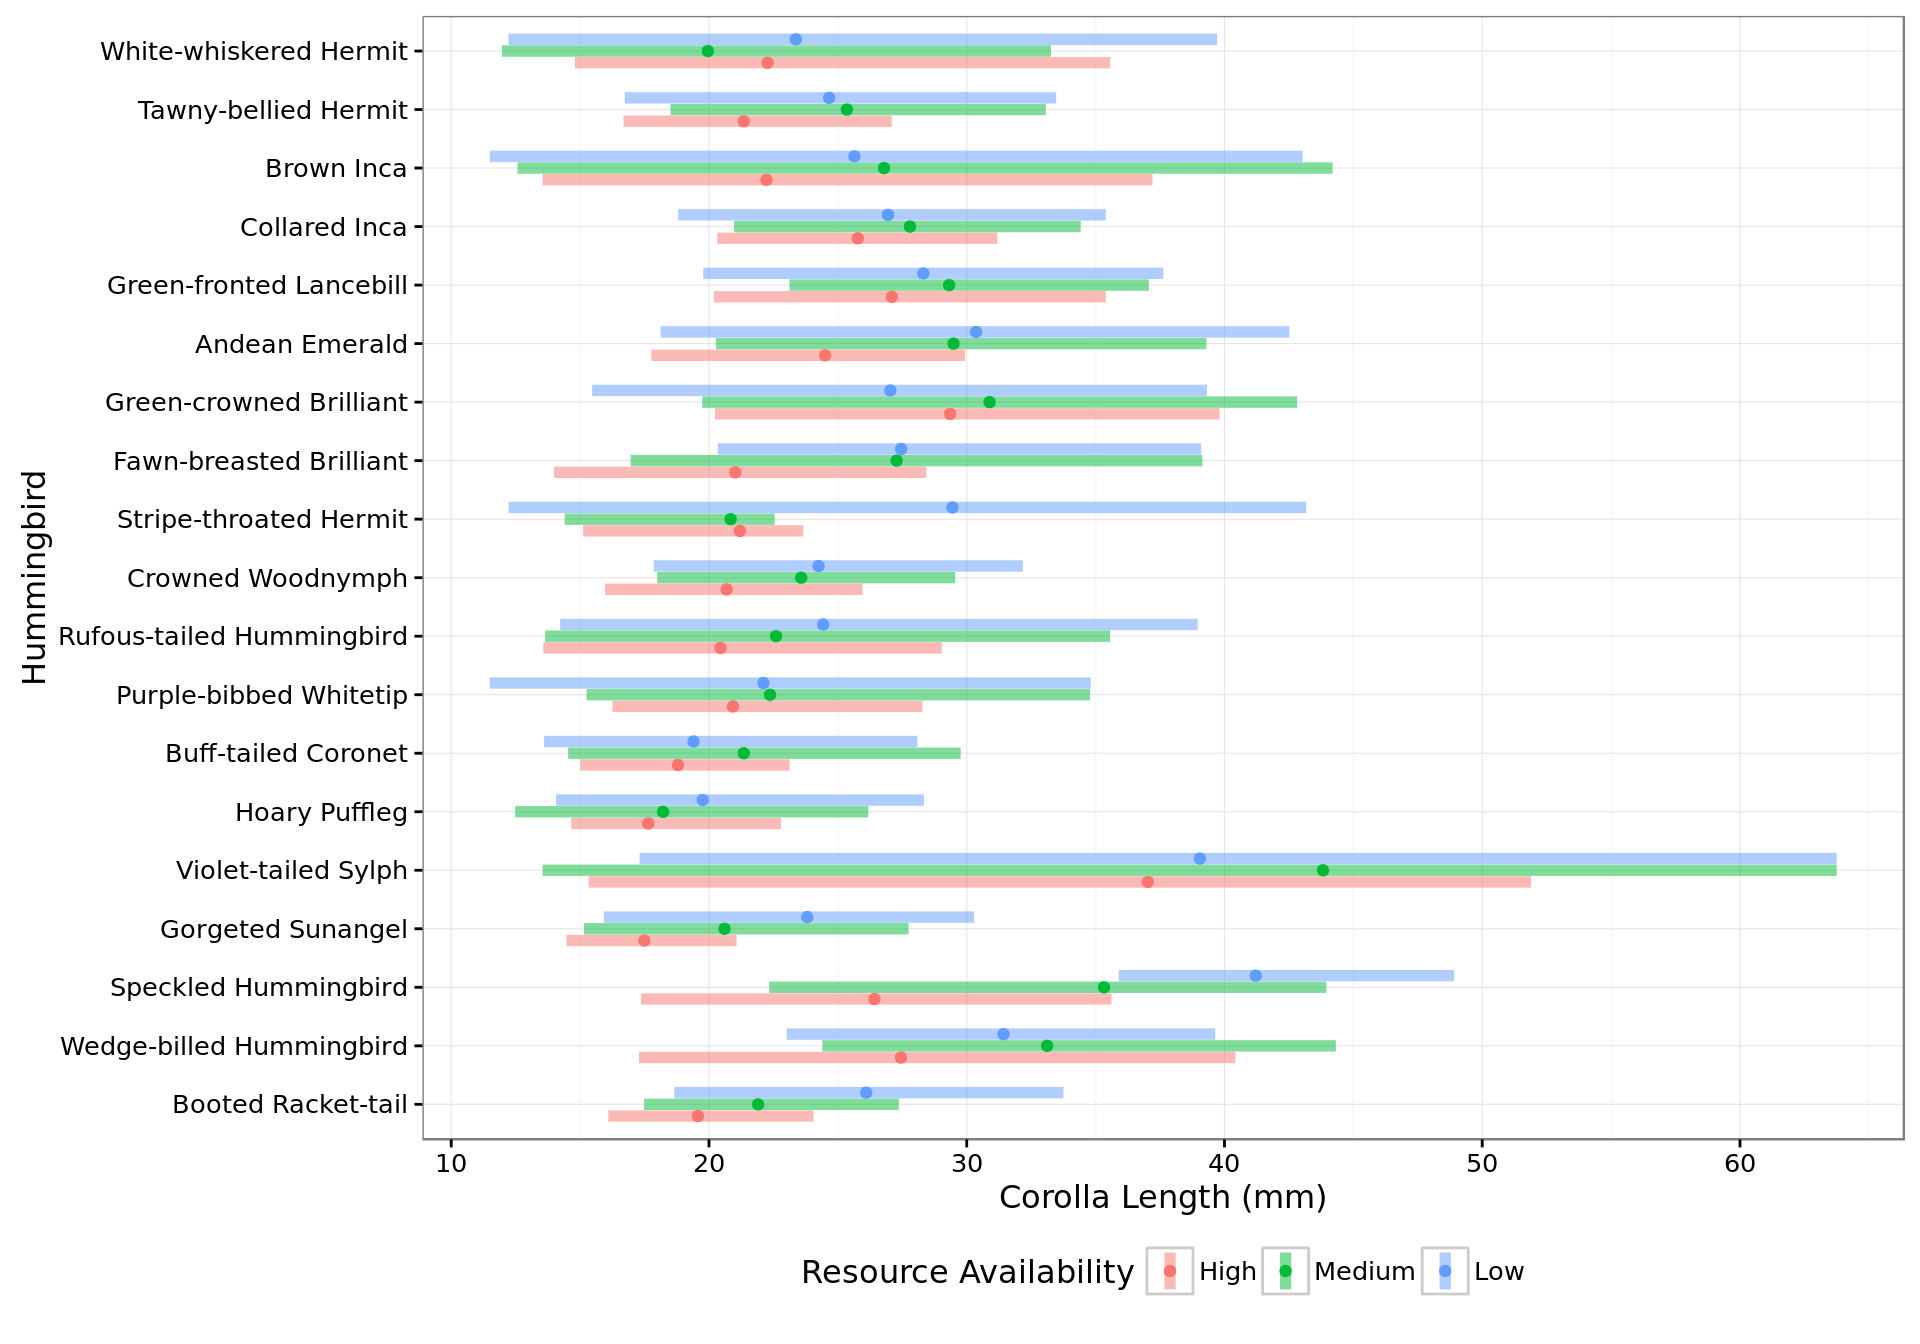 White-whiskered Hermit
Tawny-bellied Hermit
Brown Inca
Collared Inca
Green-fronted Lancebill
Andean Emerald
Green-crowned Brilliant
Fawn-breasted Brilliant
Stripe-throated Hermit
Crowned Woodnymph
Rufous-tailed Hummingbird
Purple-bibbed Whitetip
Buff-tailed Coronet
Hoary Puffleg
Violet-tailed Sylph
Gorgeted Sunangel
Speckled Hummingbird
Wedge-billed Hummingbird
Booted Racket-tail
Hummingbird
10 20 30 40 50 60
Corolla Length (mm)
Resource Availability High Medium Low